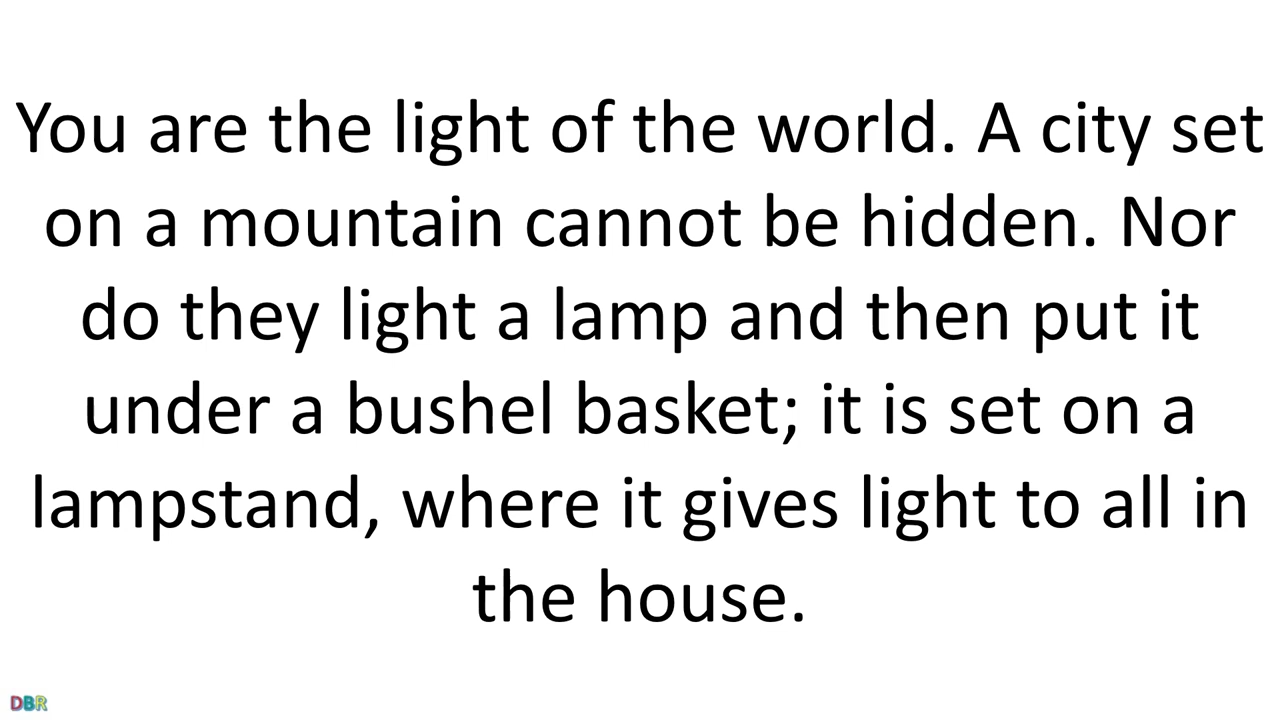 You are the light of the world. A city set
on a mountain cannot be hidden. Nor
do they light a lamp and then put it
under a bushel basket; it is set on a
lampstand, where it gives light to all in
the house.
DBR